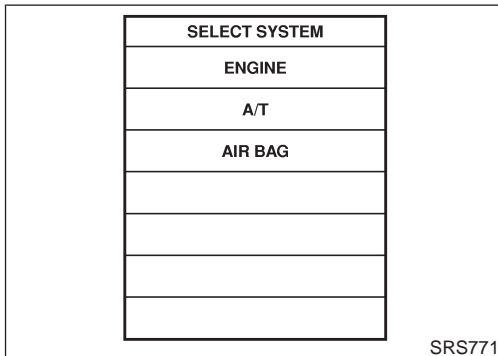 SELECT SYSTEM
ENGINE
A/T
AIR BAG
SRS771